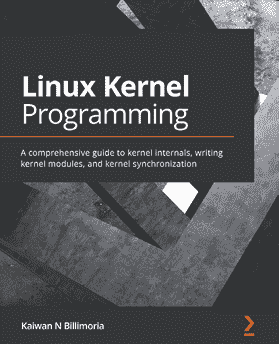 Linux Kernel
Programming
A comprehensive guide to kernel internals, writing
kernel modules, and kernel synchronization
Kaiwan N Billimoria